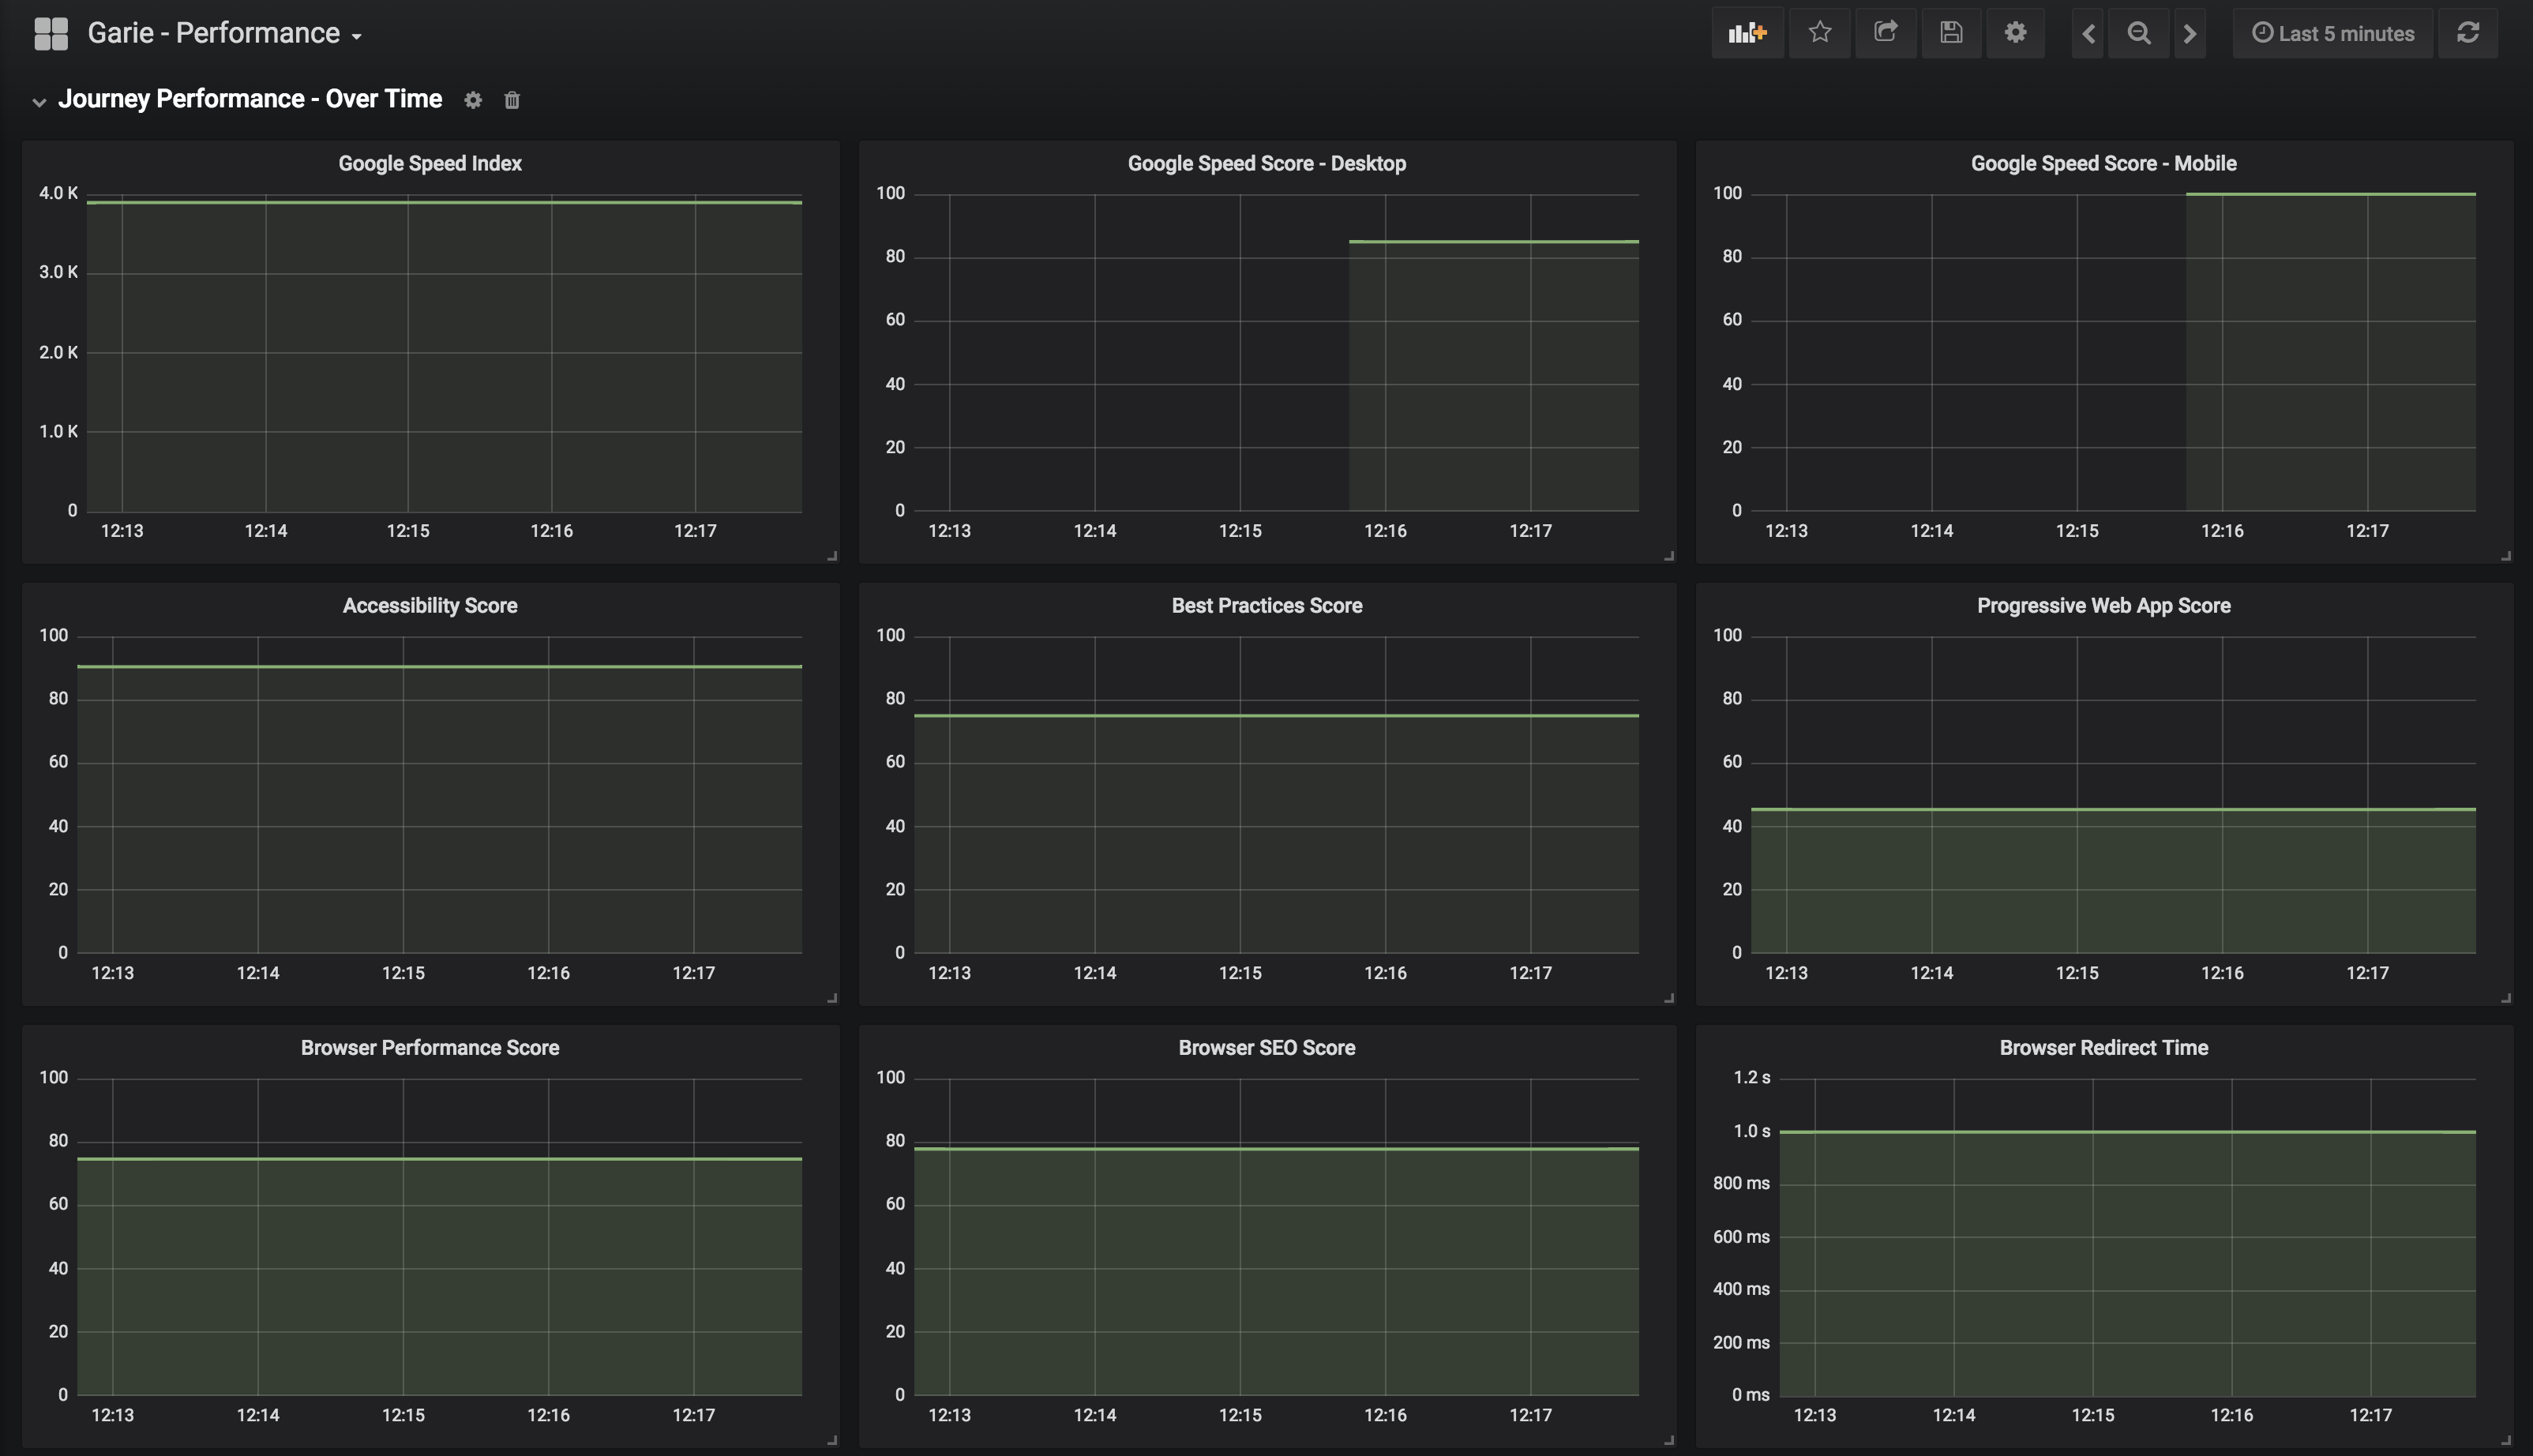 Garie - Performance
Last 5 minutes
Journey Performance - Over Time
Google Speed Index
4.0 K
3.0 K
2.0 K
1.0 K
0
12:13 12:14 12:15 12:16 12:17
Google Speed Score - Desktop
100
80
60
40
20
0
12:13 12:14 12:15 12:16 12:17
Google Speed Score - Mobile
100
80
60
40
20
0
12:13 12:14 12:15 12:16 12:17
Accessibility Score
100
80
60
40
20
0
12:13 12:14 12:15 12:16 12:17
Best Practices Score
100
80
60
40
20
0
12:13 12:14 12:15 12:16 12:17
Progressive Web App Score
100
80
60
40
20
0
12:13 12:14 12:15 12:16 12:17
Browser Performance Score
100
80
60
40
20
0
12:13 12:14 12:15 12:16 12:17
Browser SEO Score
100
80
60
40
20
0
12:13 12:14 12:15 12:16 12:17
Browser Redirect Time
1.2 s
1.0 s
800 ms
600 ms
400 ms
200 ms
0 ms
12:13 12:14 12:15 12:16 12:17